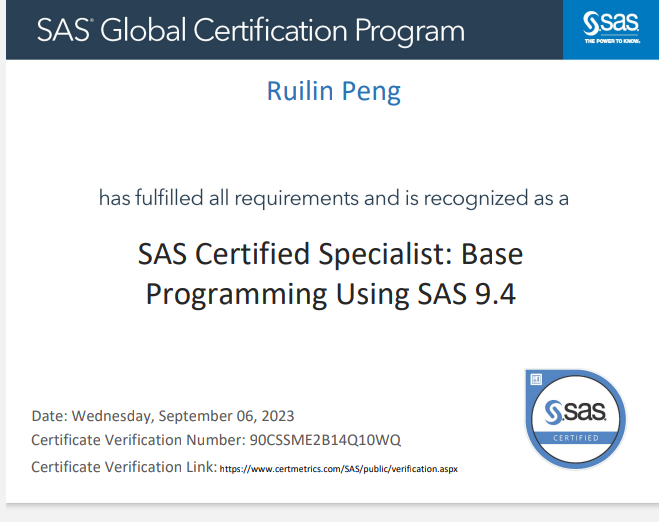 SAS® Global Certification Program
sas
THE POWER TO KNOW.
Ruilin Peng
has fulfilled all requirements and is recognized as a
SAS Certified Specialist: Base
Programming Using SAS 9.4
Date: Wednesday, September 06, 2023
Certificate Verification Number: 90CSSME2B14Q10WQ
Certificate Verification Link: https://www.certmetrics.com/SAS/public/verification.aspx
sas
CERTIFIED